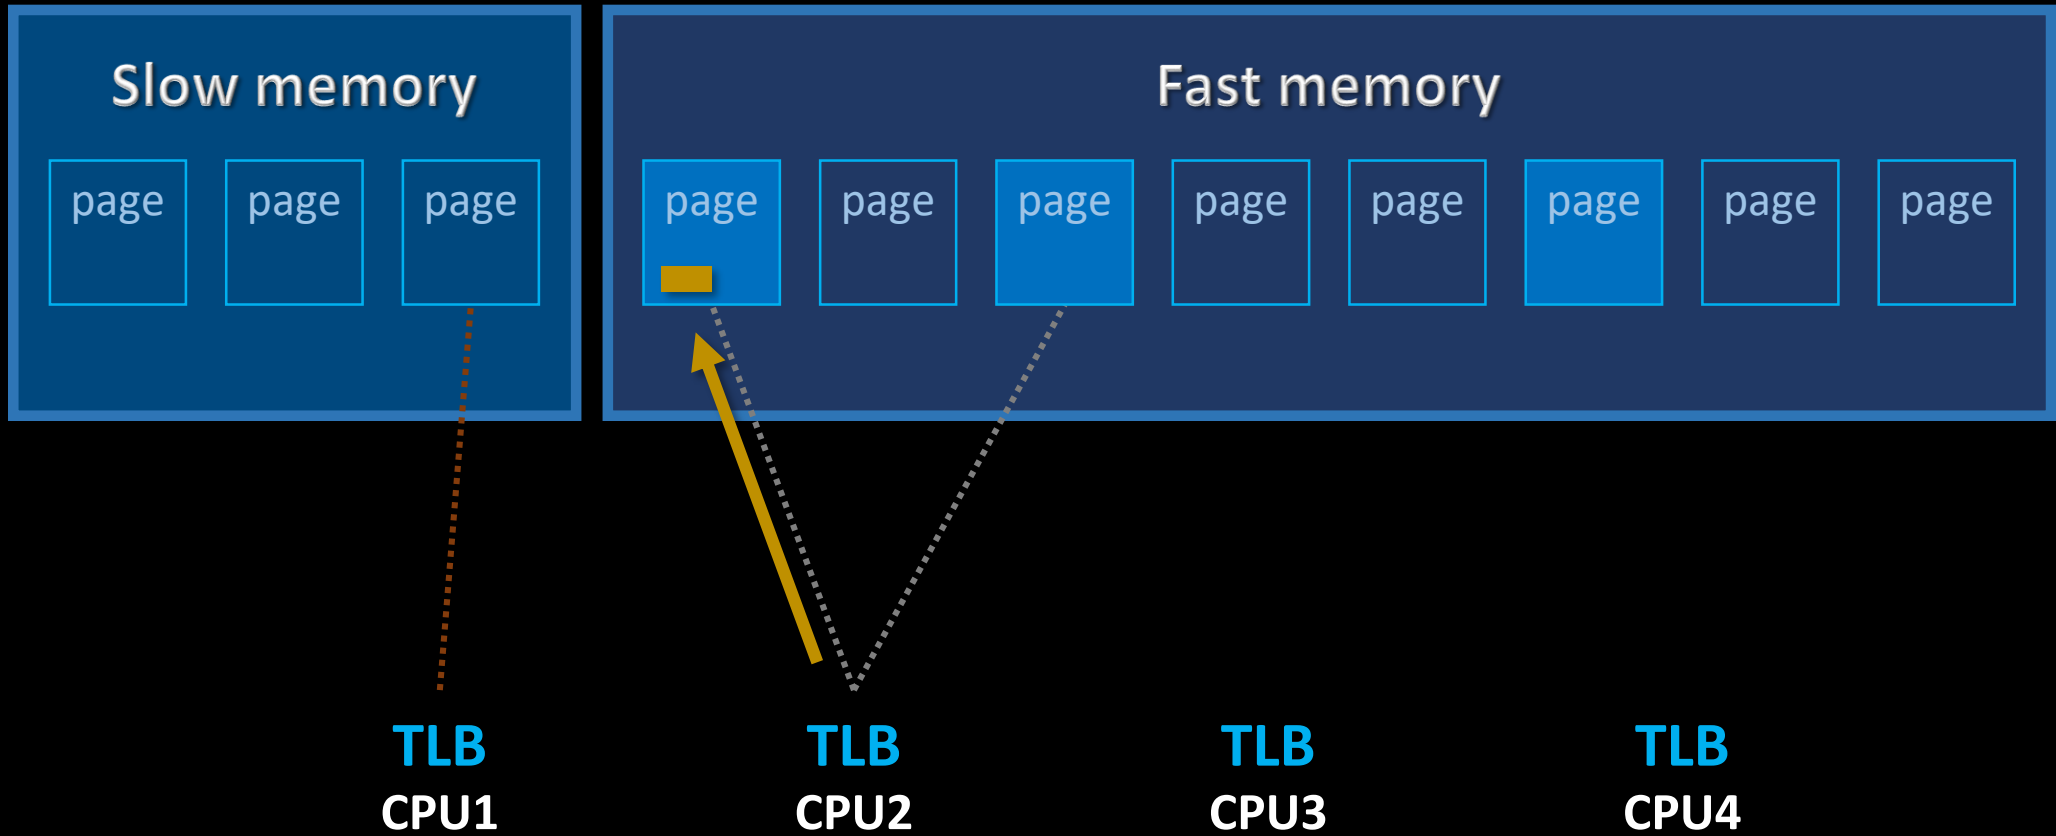 Slow memory
Fast memory
page page page
page page page page page page page page
TLB TLB TLB TLB
CPU1 CPU2 CPU3 CPU4